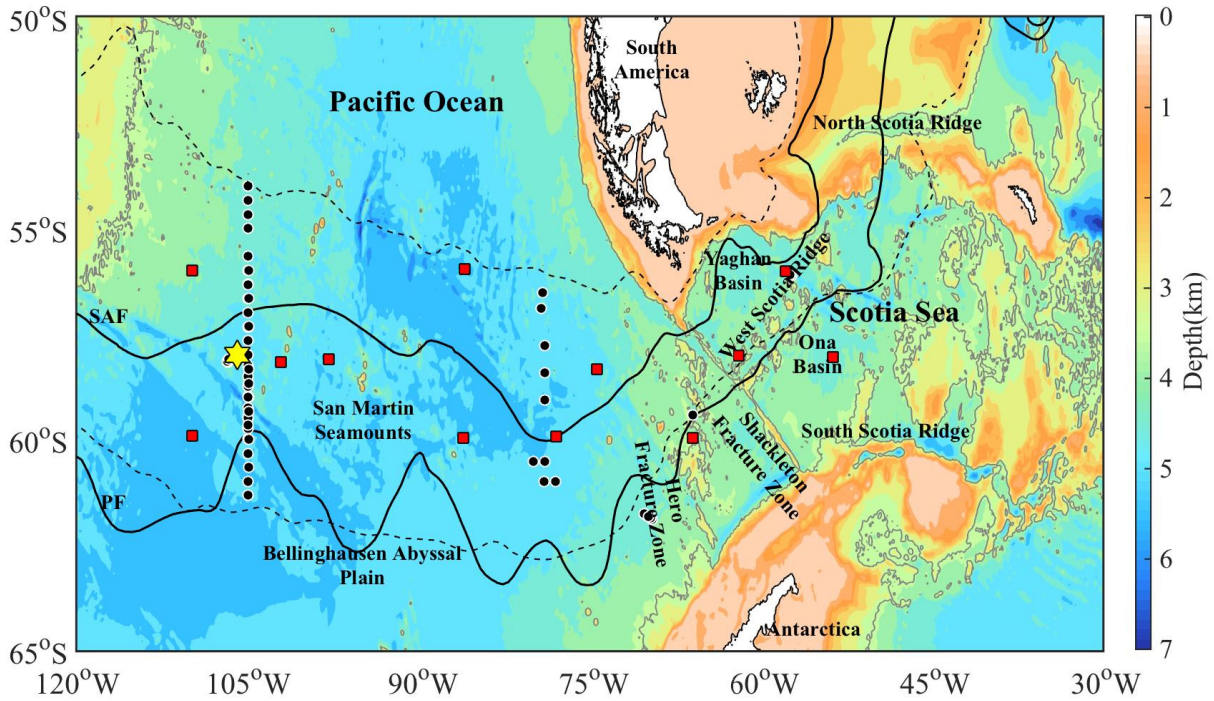 50°S
55°S
60°S
65°S
120°W
105°W
90°W
75°W
60°W
45°W
30°W
Pacific Ocean
South
America
North Scotia Ridge
Yaghan
Basin
West Scotia Ridge
Scotia Sea
Ona
Basin
SAF
San Martin
Seamounts
PF
Bellinghausen Abyssal
Plain
Hero
Fracture Zone
Shackleton
Fracture Zone
South Scotia Ridge
Antarctica
0
1
2
3
4
5
6
7
Depth(km)